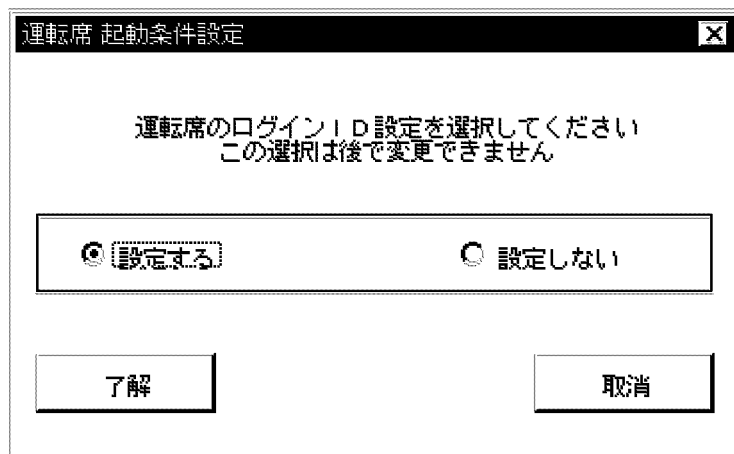 運転席 起動条件設定
運転席のログインＩＤ設定を選択してください
この選択は後で変更できません
設定する 設定しない
了解 取消